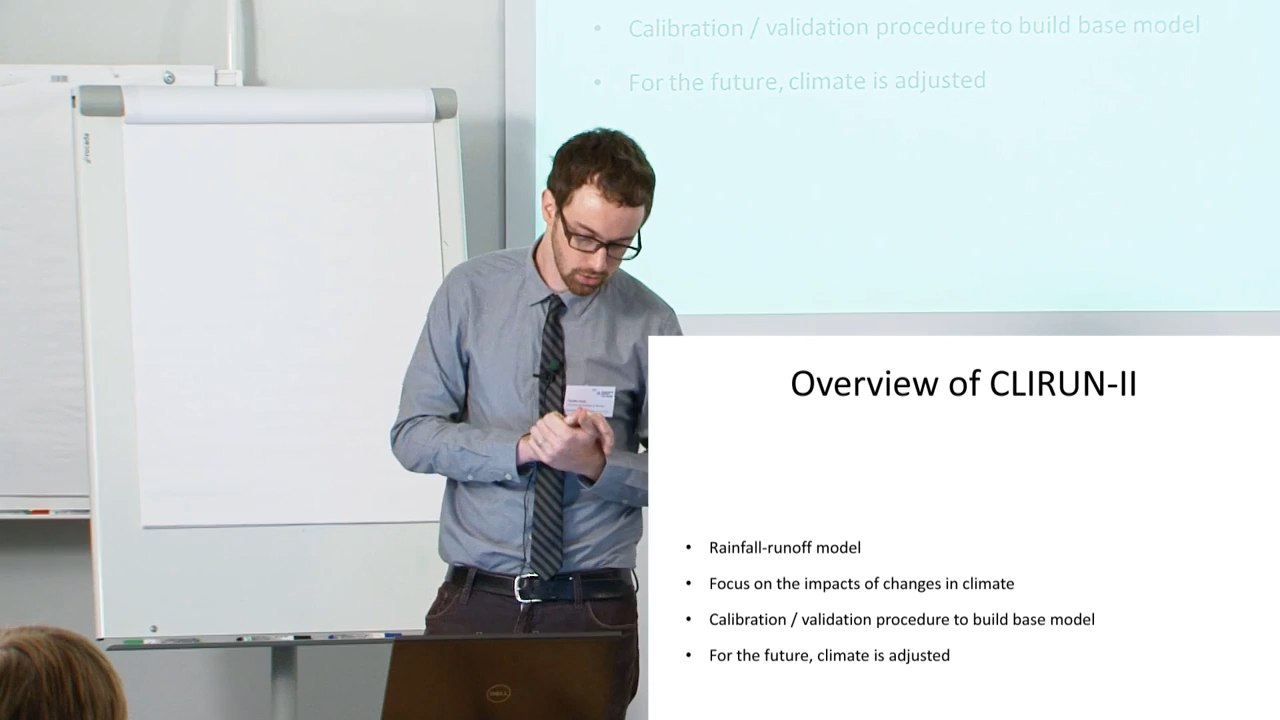 • Calibration / validation procedure to build base model
• For the future, climate is adjusted
Overview of CLIRUN-II
• Rainfall-runoff model
• Focus on the impacts of changes in climate
• Calibration / validation procedure to build base model
• For the future, climate is adjusted
DELL